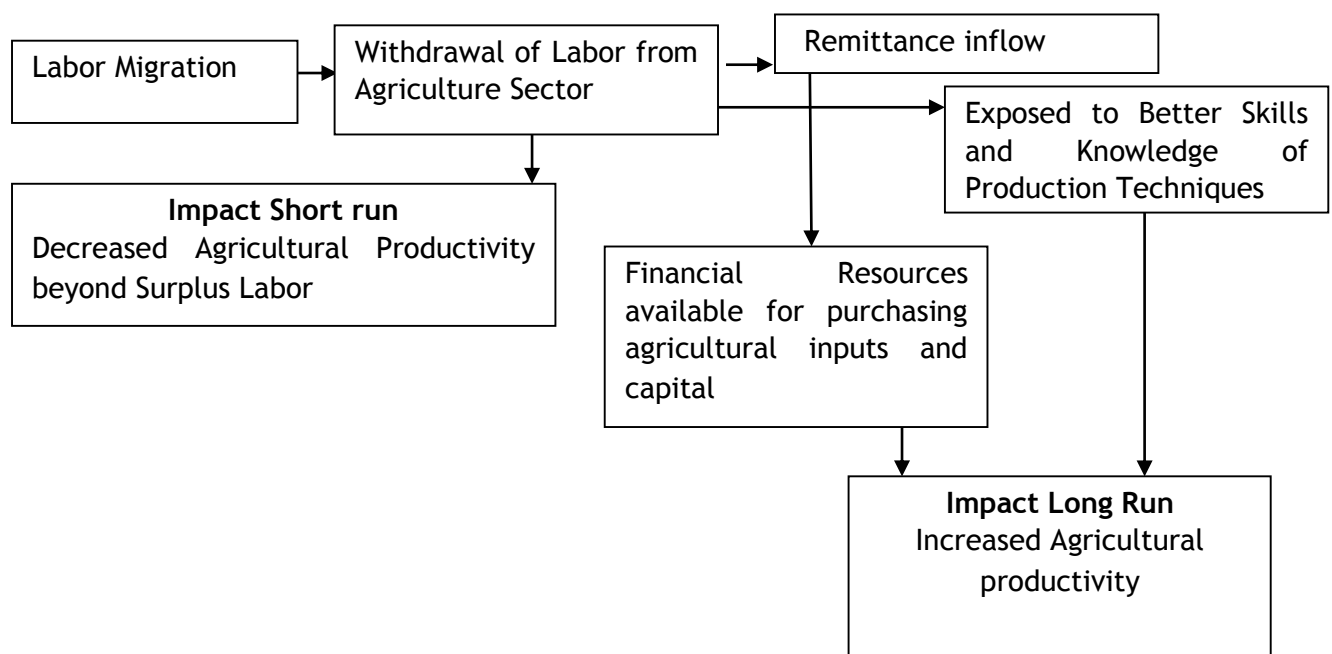 Labor Migration
Withdrawal of Labor from
Agriculture Sector
Remittance inflow
Exposed to Better Skills
and Knowledge of
Production Techniques
Impact Short run
Decreased Agricultural Productivity
beyond Surplus Labor
Financial Resources
available for purchasing
agricultural inputs and
capital
Impact Long Run
Increased Agricultural
productivity